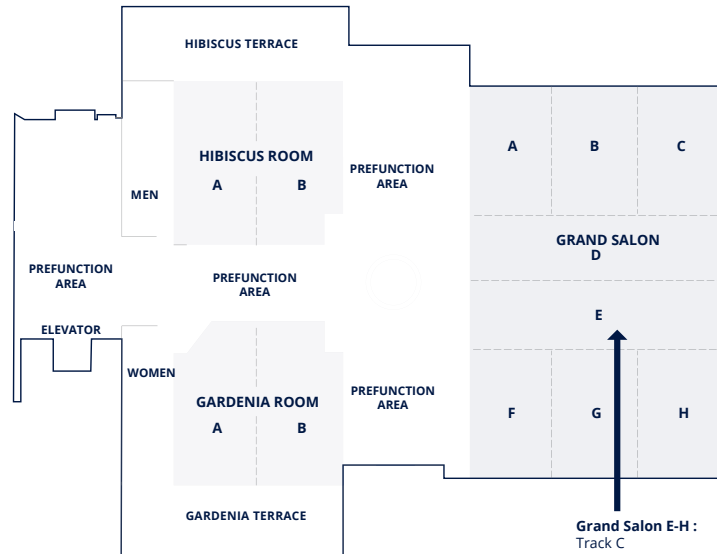 HIBISCUS TERRACE
A
B
C
HIBISCUS ROOM
A
B
PREFUNCTION
AREA
MEN
GRAND SALON
D
PREFUNCTION
AREA
PREFUNCTION
AREA
E
ELEVATOR
WOMEN
PREFUNCTION
AREA
GARDENIA ROOM
A
B
F
G
H
GARDENIA TERRACE
Grand Salon E-H :
Track C